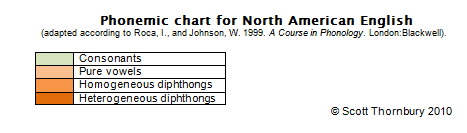 Phonemic chart for North American English
(adapted according to Roca, I., and Johnson, W. 1999. A Course in Phonology. London:Blackwell).
Consonants
Pure vowels
Homogeneous diphthongs
Heterogeneous diphthongs
© Scott Thornbury 2010